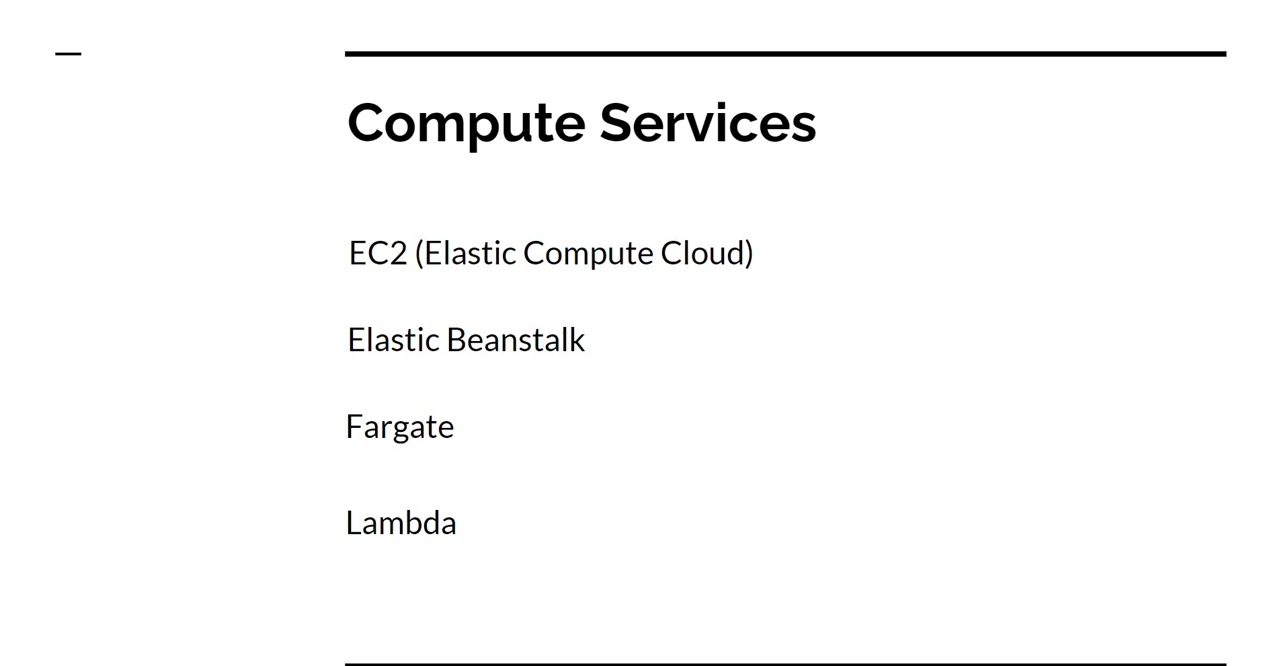 Compute Services
EC2 (Elastic Compute Cloud)
Elastic Beanstalk
Fargate
Lambda